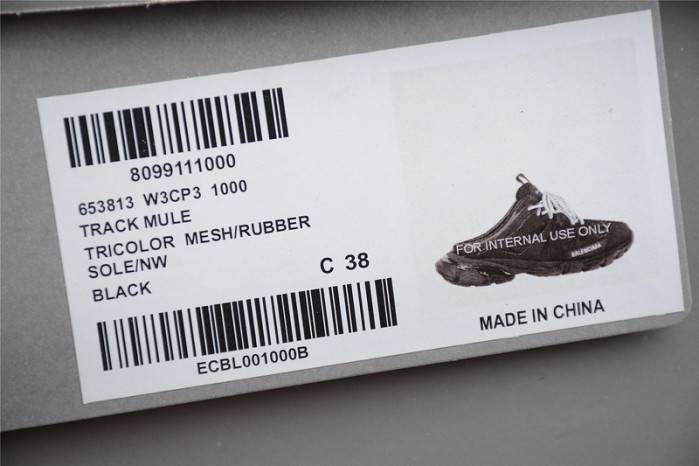 8099111000
653813 W3CP3 1000
TRACK MULE
TRICOLOR MESH/RUBBER
SOLE/NW
C 38
BLACK
ECBL001000B
FOR INTERNAL USE ONLY
BALENCIAGA
MADE IN CHINA